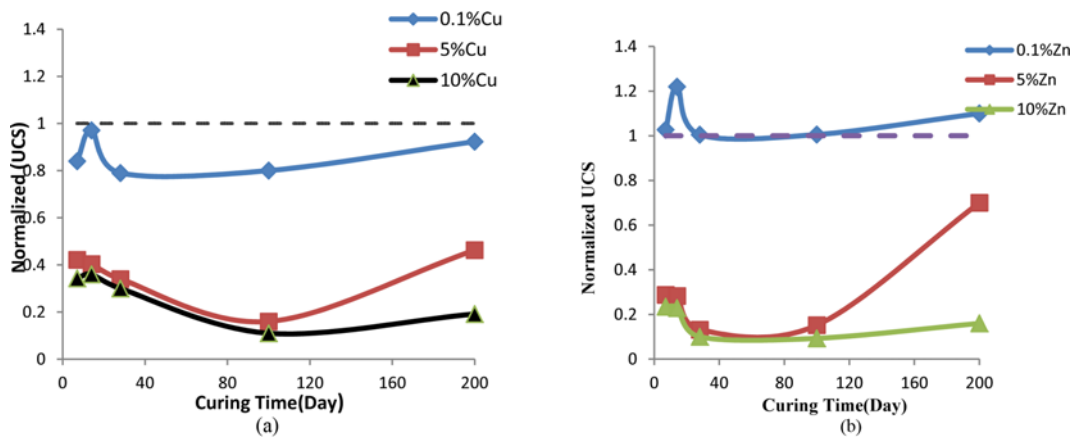 0.1%Cu
5%Cu
10%Cu
Normalized (UCS)
1.4
1.2
1
0.8
0.6
0.4
0.2
0
0 40 80 120 160 200
Curing Time(Day)
(a)
0.1%Zn
5%Zn
10%Zn
Normalized UCS
1.4
1.2
1
0.8
0.6
0.4
0.2
0
0 40 80 120 160 200
Curing Time(Day)
(b)